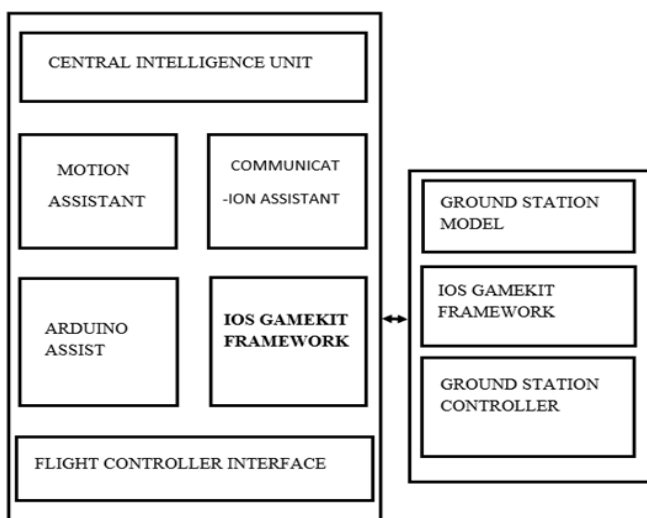 CENTRAL INTELLIGENCE UNIT
MOTION
ASSISTANT
COMMUNICAT
-ION ASSISTANT
ARDUINO
ASSIST
IOS GAMEKIT
FRAMEWORK
FLIGHT CONTROLLER INTERFACE
GROUND STATION
MODEL
IOS GAMEKIT
FRAMEWORK
GROUND STATION
CONTROLLER